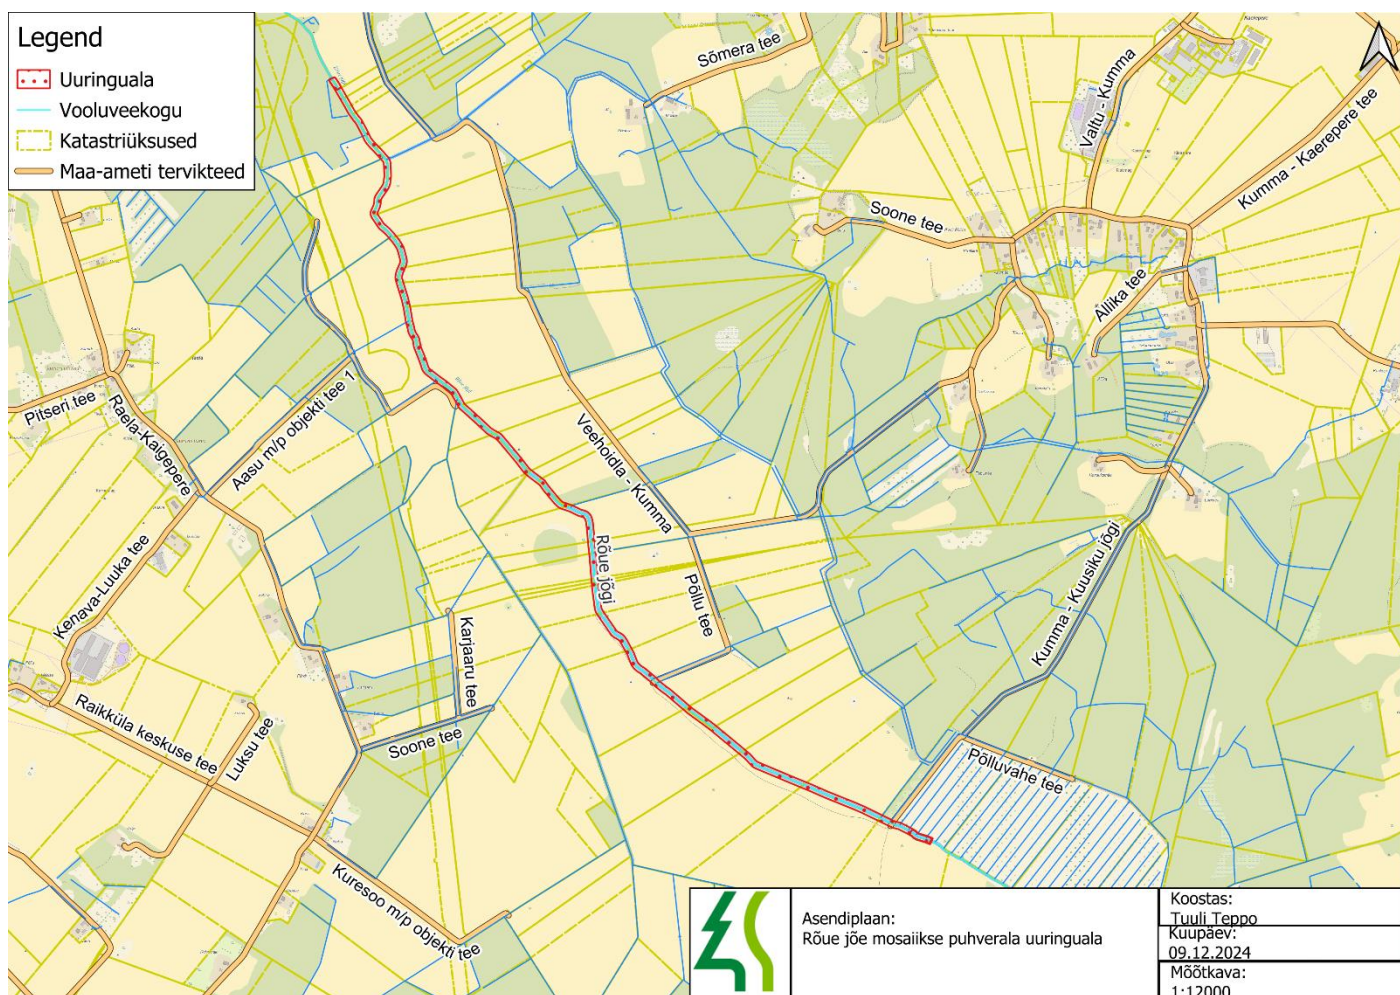 Legend
Uuringuala
Vooluveekogu
Katastriüksused
Maa-ameti tervikteed
Sõmera tee
Valtu - Kumma
Kumma - Kaerepere tee
Soone tee
Allika tee
Pitseri tee
Raela-Kaigepere
Aasu m/p objekti tee 1
Veehoidla - Kumma
Kenava-Luuka tee
Rõue jõgi
Põllu tee
Kumma - Kuusiku jõgi
Karjaaru tee
Raikküla keskuse tee
Luksu tee
Soone tee
Põlluvahe tee
Kuresoo m/p objekti tee
Asendiplaan:
Rõue jõe mosaiikse puhverala uuringuala
Koostas:
Tuuli Teppo
Kuupäev:
09.12.2024
Mõõtkava:
1:12000